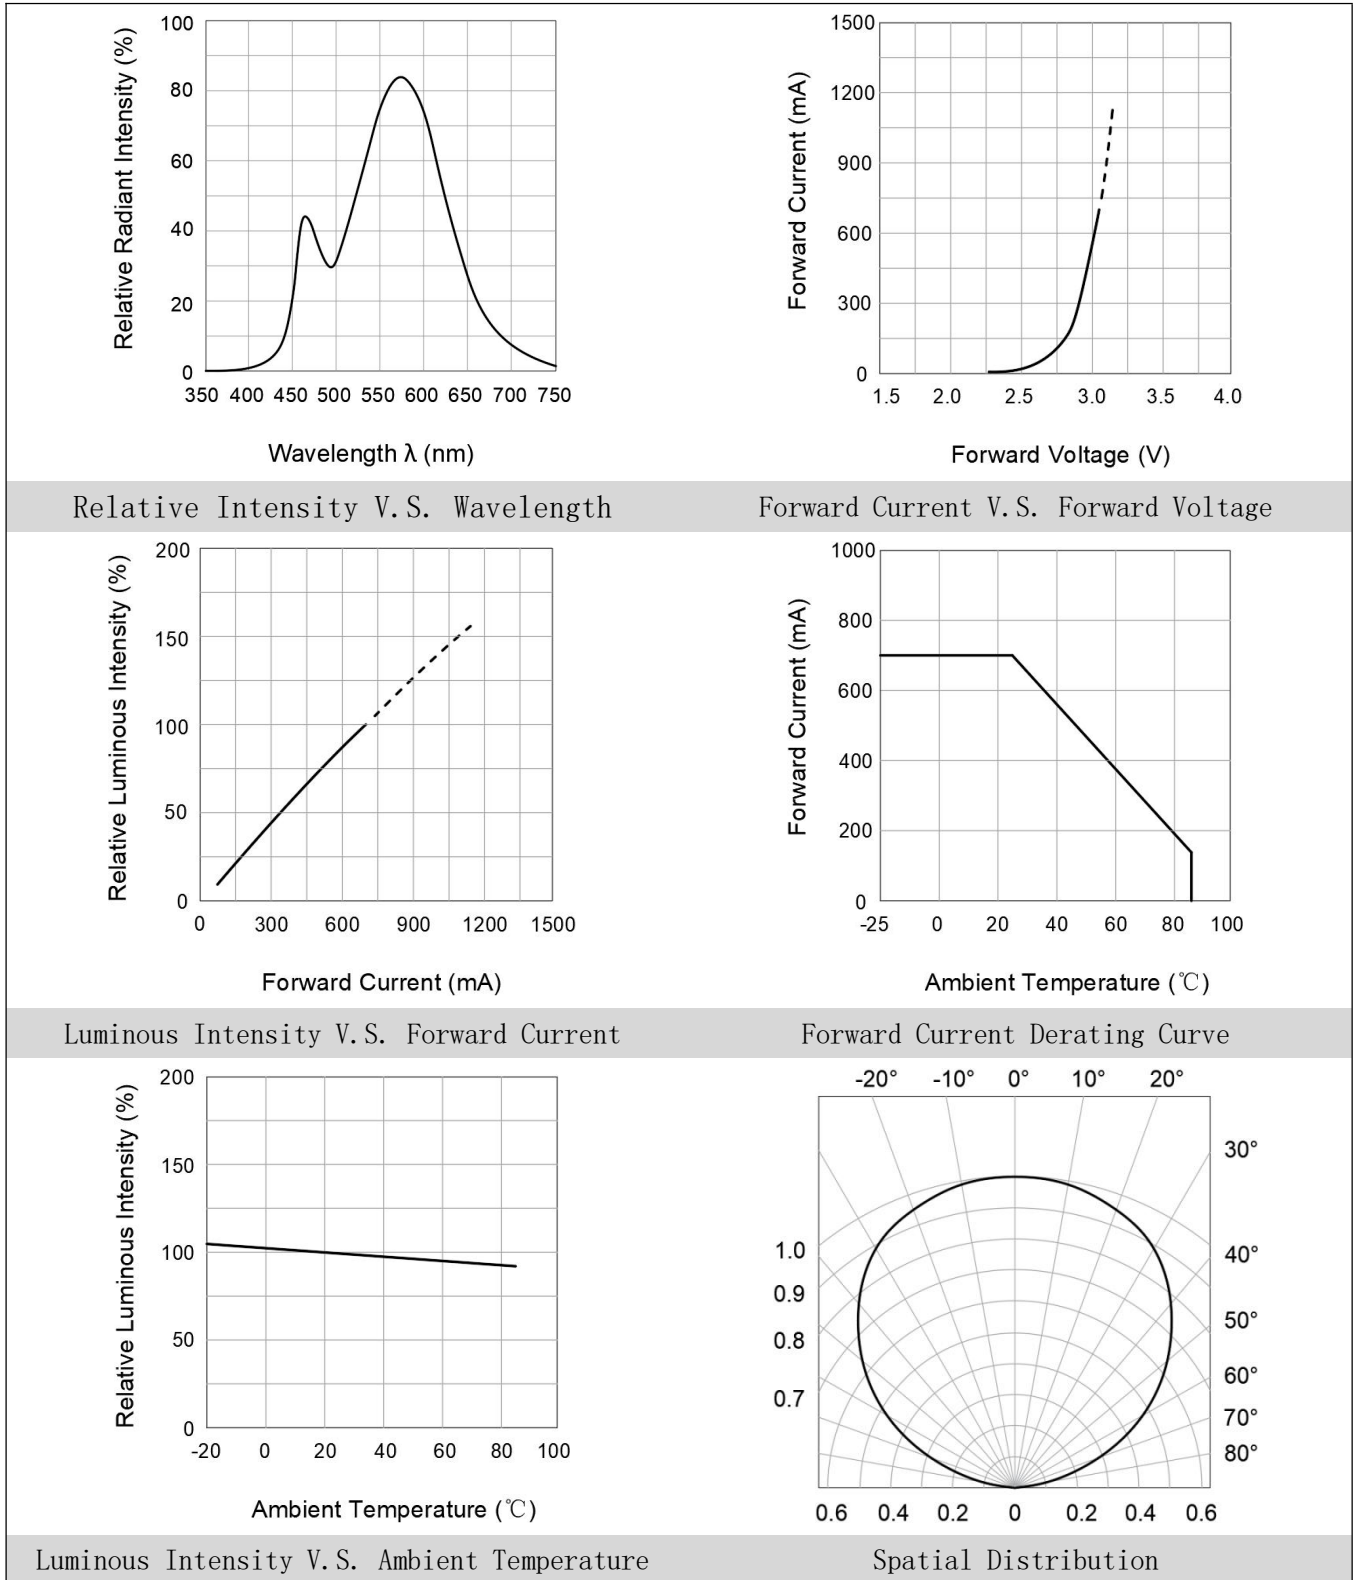 Relative Radiant Intensity (%)
100
80
60
40
20
0
350 400 450 500 550 600 650 700 750
Wavelength λ (nm)
Relative Intensity V.S. Wavelength
Forward Current (mA)
1500
1200
900
600
300
0
1.5 2.0 2.5 3.0 3.5 4.0
Forward Voltage (V)
Forward Current V.S. Forward Voltage
Relative Luminous Intensity (%)
200
150
100
50
0
0 300 600 900 1200 1500
Forward Current (mA)
Luminous Intensity V.S. Forward Current
Forward Current (mA)
1000
800
600
400
200
0
-25 0 20 40 60 80 100
Ambient Temperature (℃)
Forward Current Derating Curve
Relative Luminous Intensity (%)
200
150
100
50
0
-20 0 20 40 60 80 100
Ambient Temperature (℃)
Luminous Intensity V.S. Ambient Temperature
-20° -10° 0° 10° 20°
30°
1.0 40°
0.9
0.8 50°
60°
0.7
70°
80°
0.6 0.4 0.2 0 0.2 0.4 0.6
Spatial Distribution